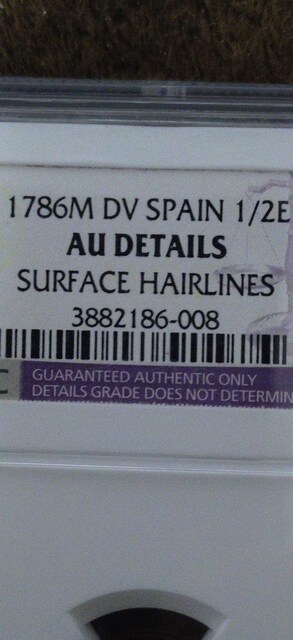 1786M DV SPAIN 1/2E
AU DETAILS
SURFACE HAIRLINES
3882186-008
C GUARANTEED AUTHENTIC ONLY
DETAILS GRADE DOES NOT DETERMIN